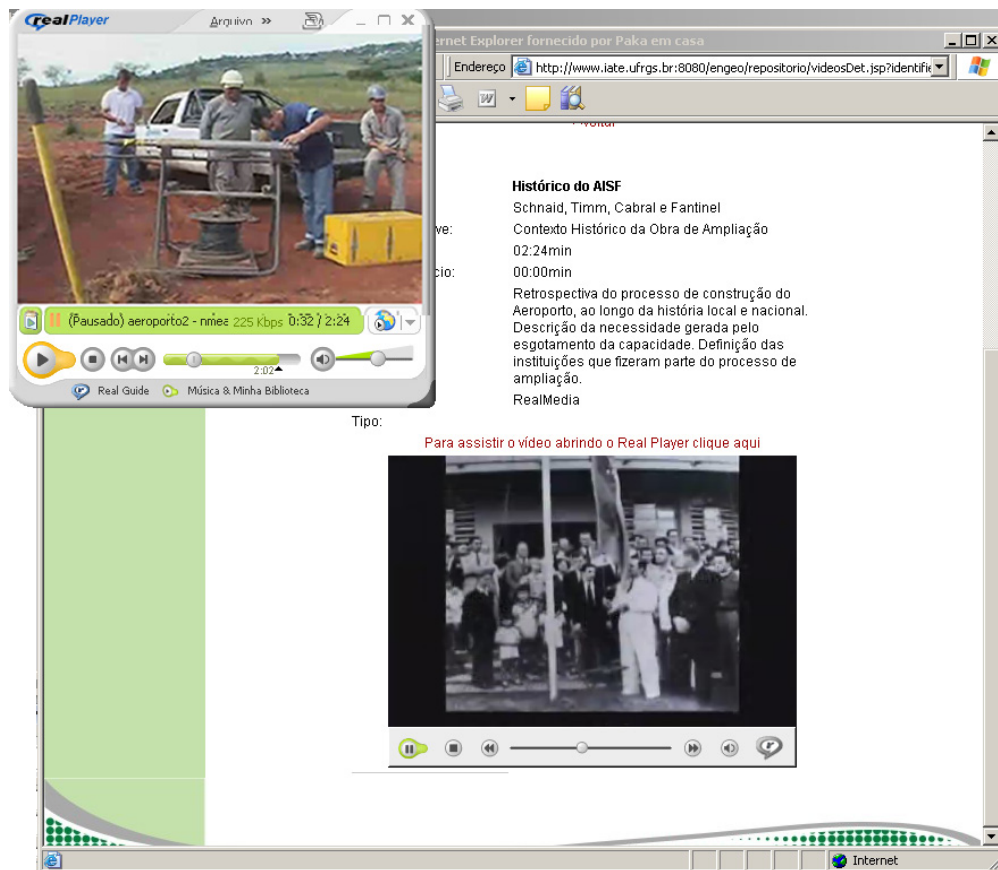 realPlayer
Arquivo »
ernet Explorer fornecido por Paka em casa
Endereço http://www.iate.ufrgs.br:8080/engeo/repositorio/videosDet.jsp?identifi
Histórico do AISF
Schnaid, Timm, Cabral e Fantinel
ve: Contexto Histórico da Obra de Ampliação
02:24min
cio: 00:00min
Retrospectiva do processo de construção do
Aeroporto, ao longo da história local e nacional.
Descrição da necessidade gerada pelo
esgotamento da capacidade. Definição das
instituições que fizeram parte do processo de
ampliação.
RealMedia
(Pausado) aeroporto2 - nmea 225 Kbps 0:32 / 2:24
2:02
Real Guide Música & Minha Biblioteca
Tipo:
Para assistir o vídeo abrindo o Real Player clique aqui
Internet